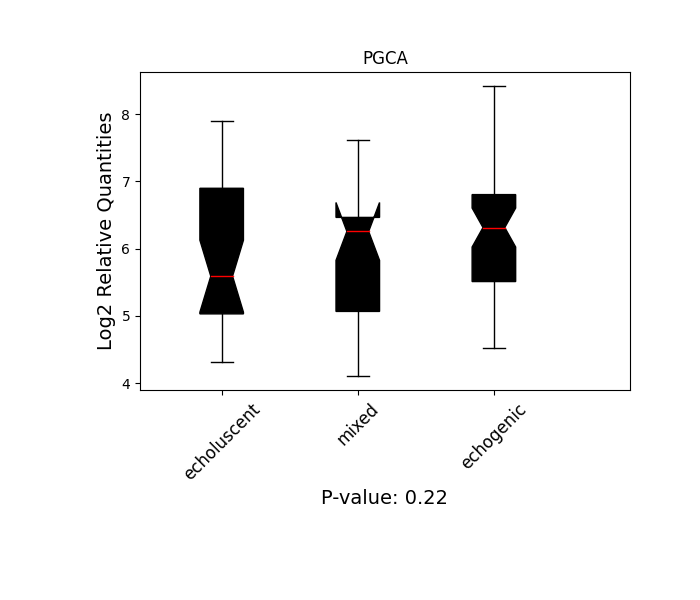 PGCA
Log2 Relative Quantities
8
7
6
5
4
echoluscent
mixed
echogenic
P-value: 0.22